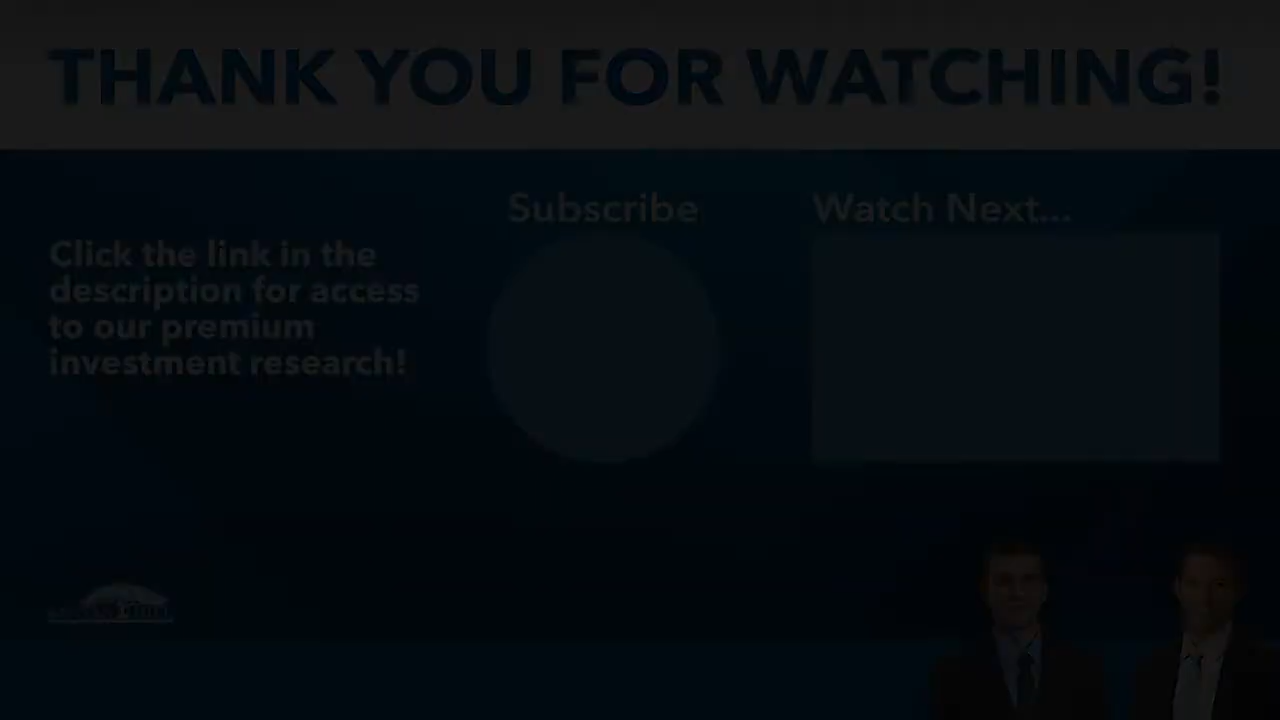 THANK YOU FOR WATCHING!
Subscribe
Watch Next...
Click the link in the
description for access
to our premium
investment research!